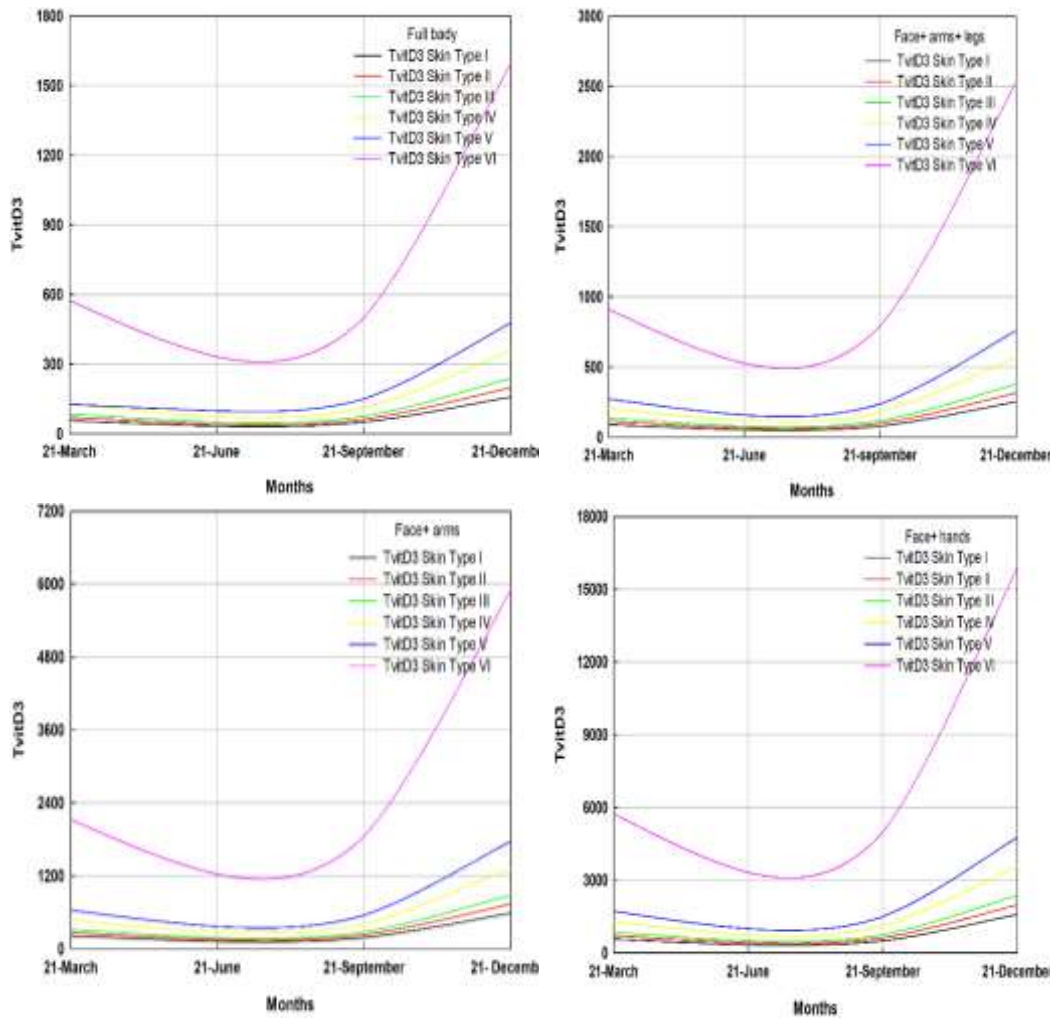 1800
1500
1200
900
600
300
0
TvitD3
Full bady
TvitD3 Skin Type I
TvitD3 Skin Type II
TvitD3 Skin Type III
TvitD3 Skin Type IV
TvitD3 Skin Type V
TvitD3 Skin Type VI
21-March
21-June
21-September
21-Decembe
Months
3000
2500
2000
1500
1000
500
0
TvitD3
Face+ arms+ legs
TvitD3 Skin Type I
TvitD3 Skin Type II
TvitD3 Skin Type III
TvitD3 Skin Type IV
TvitD3 Skin Type V
TvitD3 Skin Type VI
21-March
21-June
21-september
21-December
Months
7200
6000
4800
3600
2400
1200
0
TvitD3
Face+ arms
TvitD3 Skin Type I
TvitD3 Skin Type II
TvitD3 Skin Type III
TvitD3 Skin Type IV
TvitD3 Skin Type V
TvitD3 Skin Type VI
21-March
21-June
21-September
21- Decembe
Months
18000
15000
12000
9000
6000
3000
0
TvitD3
Face+ hands
TvitD3 Skin Type I
TvitD3 Skin Type II
TvitD3 Skin Type III
TvitD3 Skin Type IV
TvitD3 Skin Type V
TvitD3 Skin Type VI
21-March
21-June
21-September
21-December
Months